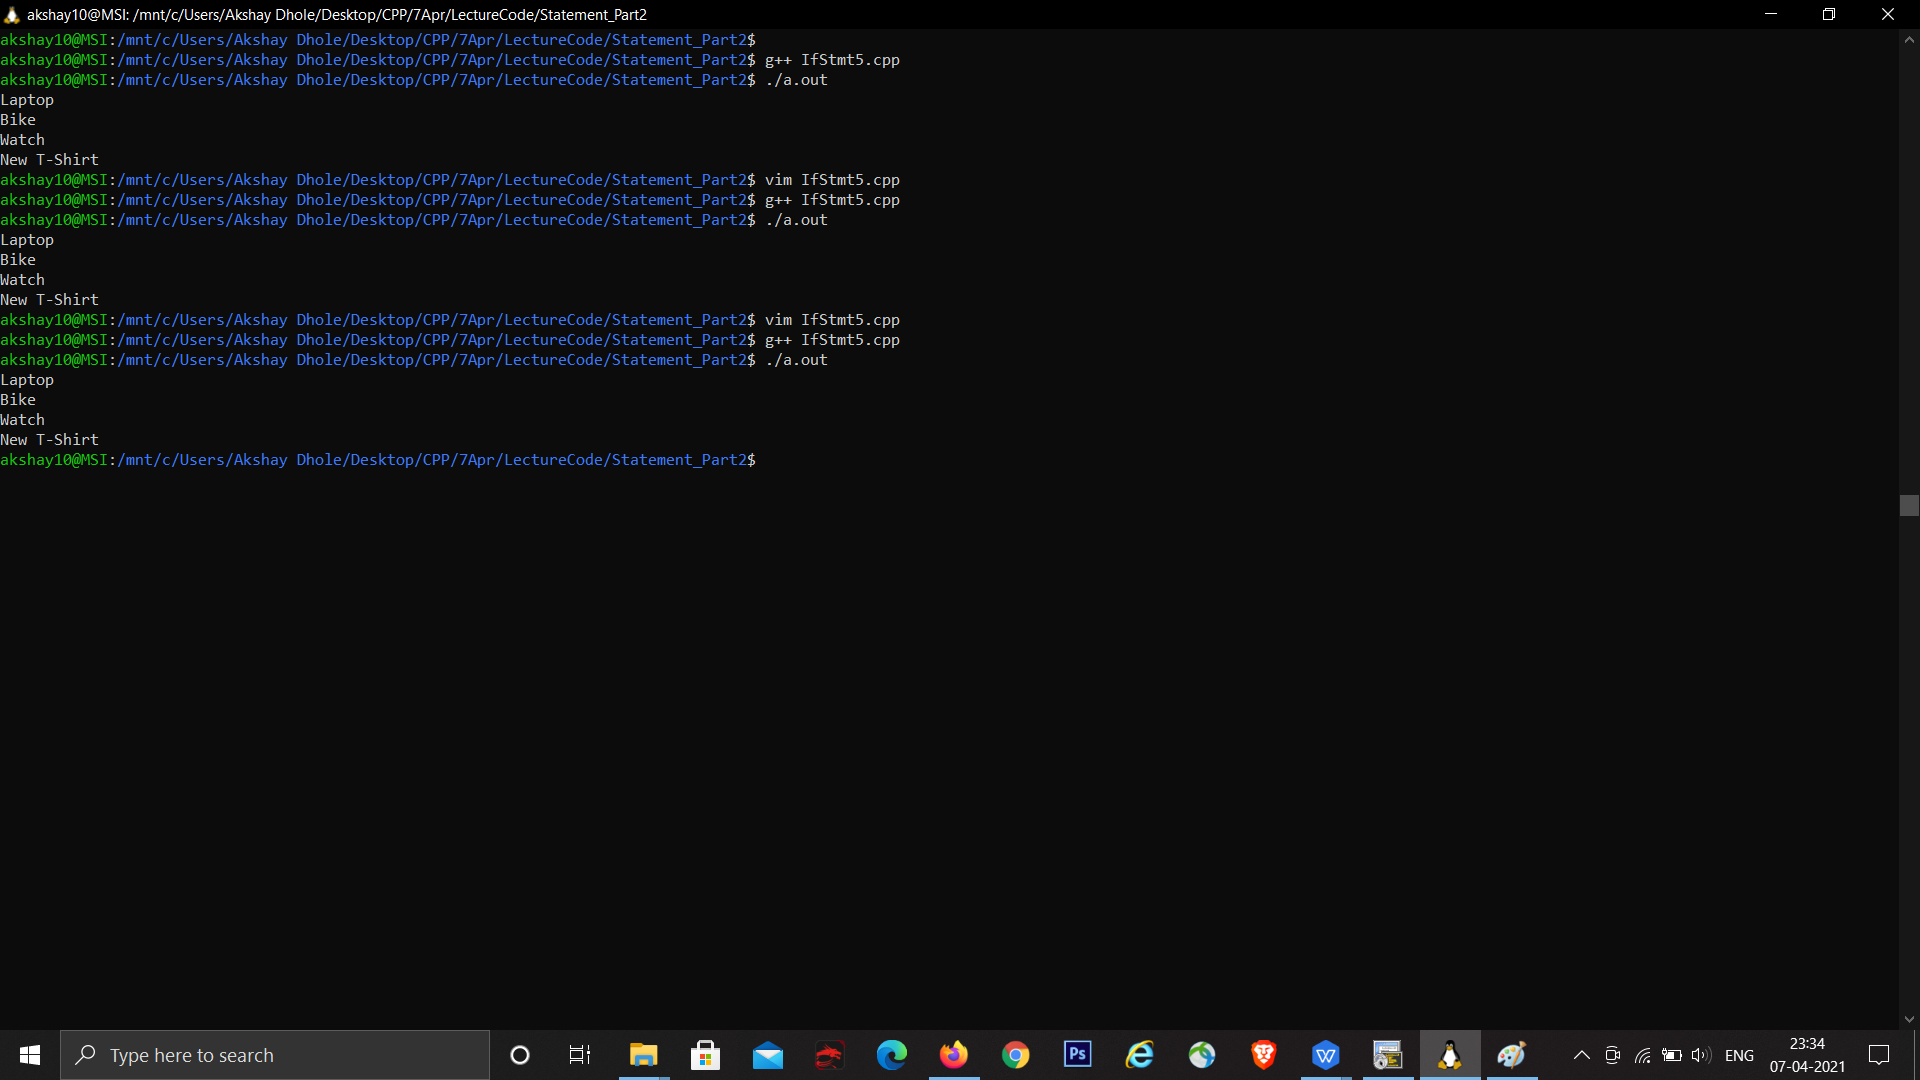 akshay10@MSI: /mnt/c/Users/Akshay Dhole/Desktop/CPP/7Apr/LectureCode/Statement_Part2
akshay10@MSI:/mnt/c/Users/Akshay Dhole/Desktop/CPP/7Apr/LectureCode/Statement_Part2$
akshay10@MSI:/mnt/c/Users/Akshay Dhole/Desktop/CPP/7Apr/LectureCode/Statement_Part2$ g++ IfStmt5.cpp
akshay10@MSI:/mnt/c/Users/Akshay Dhole/Desktop/CPP/7Apr/LectureCode/Statement_Part2$ ./a.out
Laptop
Bike
Watch
New T-Shirt
akshay10@MSI:/mnt/c/Users/Akshay Dhole/Desktop/CPP/7Apr/LectureCode/Statement_Part2$ vim IfStmt5.cpp
akshay10@MSI:/mnt/c/Users/Akshay Dhole/Desktop/CPP/7Apr/LectureCode/Statement_Part2$ g++ IfStmt5.cpp
akshay10@MSI:/mnt/c/Users/Akshay Dhole/Desktop/CPP/7Apr/LectureCode/Statement_Part2$ ./a.out
Laptop
Bike
Watch
New T-Shirt
akshay10@MSI:/mnt/c/Users/Akshay Dhole/Desktop/CPP/7Apr/LectureCode/Statement_Part2$ vim IfStmt5.cpp
akshay10@MSI:/mnt/c/Users/Akshay Dhole/Desktop/CPP/7Apr/LectureCode/Statement_Part2$ g++ IfStmt5.cpp
akshay10@MSI:/mnt/c/Users/Akshay Dhole/Desktop/CPP/7Apr/LectureCode/Statement_Part2$ ./a.out
Laptop
Bike
Watch
New T-Shirt
akshay10@MSI:/mnt/c/Users/Akshay Dhole/Desktop/CPP/7Apr/LectureCode/Statement_Part2$
Type here to search
Ps
W
ENG
23:34
07-04-2021